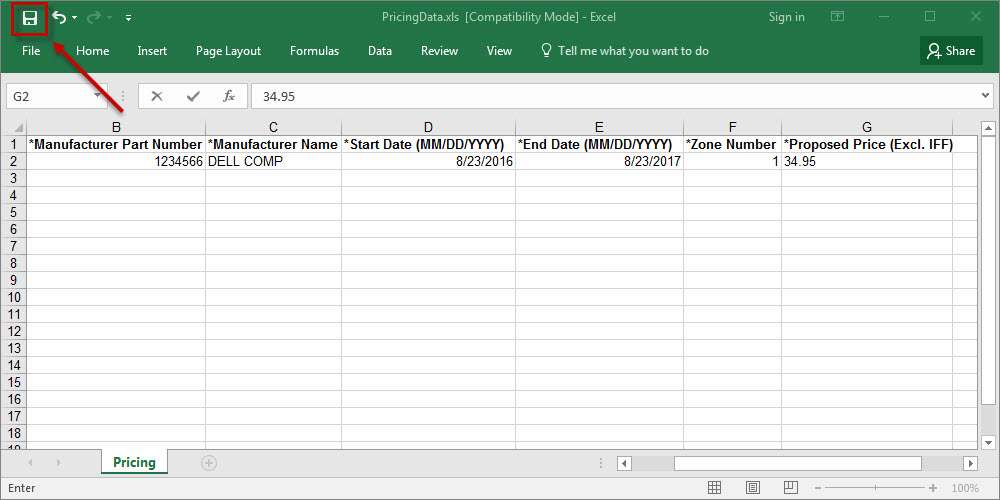 PricingData.xls [Compatibility Mode] - Excel Sign in
File Home Insert Page Layout Formulas Data Review View Tell me what you want to do Share
G2 fx 34.95
B C D E F G
1 *Manufacturer Part Number *Manufacturer Name *Start Date (MM/DD/YYYY) *End Date (MM/DD/YYYY) *Zone Number *Proposed Price (Excl. IFF)
2 1234566 DELL COMP 8/23/2016 8/23/2017 1 34.95
3
4
5
6
7
8
9
10
11
12
13
14
15
16
17
18
19
Pricing
Enter 100%